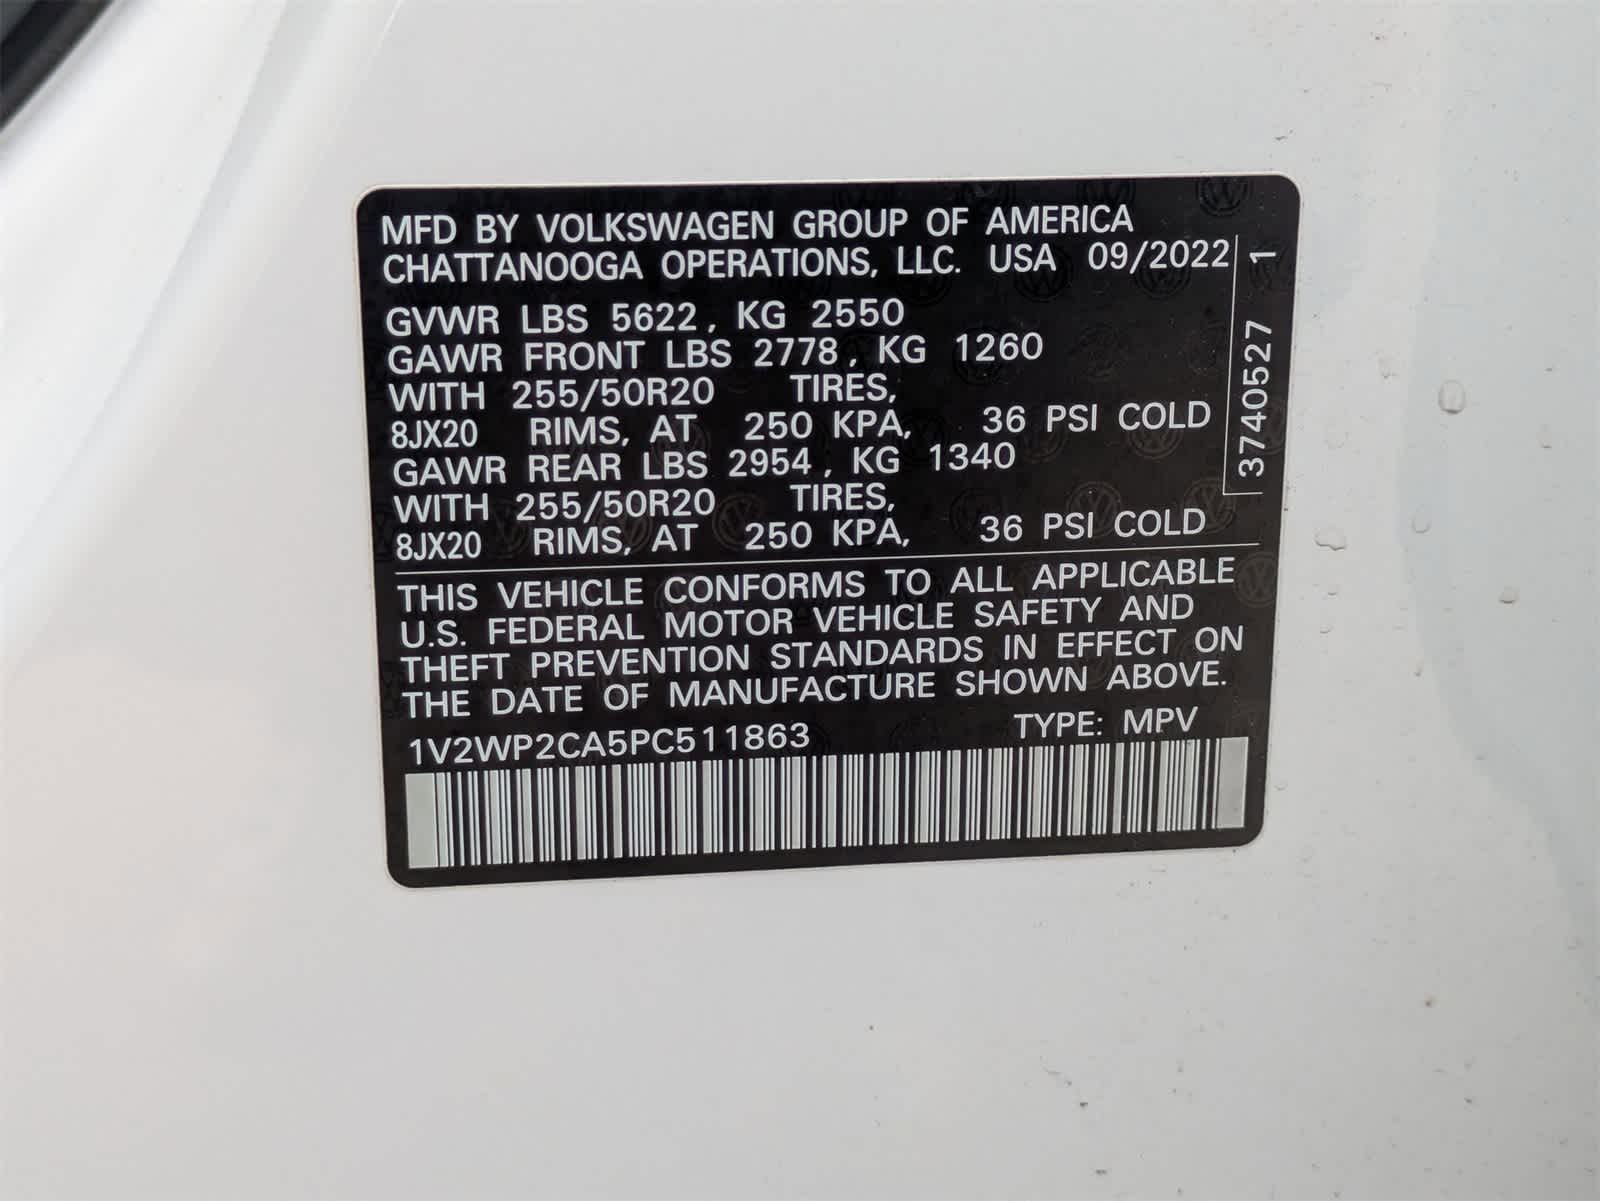 MFD BY VOLKSWAGEN GROUP OF AMERICA
CHATTANOOGA OPERATIONS, LLC. USA 09/2022
GVWR LBS 5622, KG 2550
GAWR FRONT LBS 2778, KG 1260
WITH 255/50R20 TIRES,
8JX20 RIMS, AT 250 KPA, 36 PSI COLD
GAWR REAR LBS 2954, KG 1340
WITH 255/50R20 TIRES,
8JX20 RIMS, AT 250 KPA, 36 PSI COLD
37405527 1
THIS VEHICLE CONFORMS TO ALL APPLICABLE
U.S. FEDERAL MOTOR VEHICLE SAFETY AND
THEFT PREVENTION STANDARDS IN EFFECT ON
THE DATE OF MANUFACTURE SHOWN ABOVE.
1V2WP2CA5PC511863 TYPE: MPV